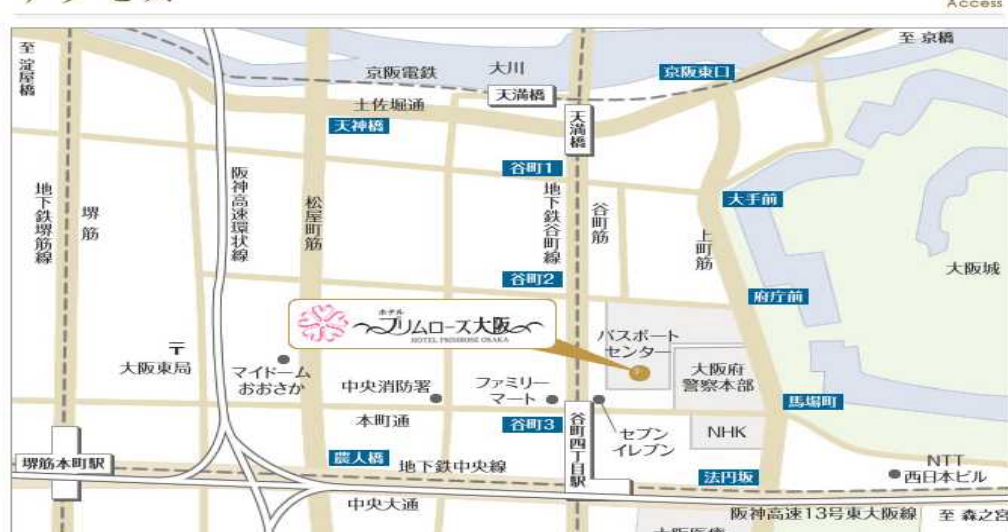 アクセス
Access
至 淀屋橋
至 京橋
京阪電鉄
大川
京阪東口
天満橋
土佐堀通
天神橋
天満橋
谷町1
地下鉄堺筋線
堺筋
阪神高速環状線
松屋町筋
地下鉄谷町線
谷町筋
大手前
上町筋
大阪城
谷町2
府庁前
ホテル
プリムローズ大阪
HOTEL PRIMROSE OSAKA
パスポート
センター
〒
大阪東局
マイドーム
おおさか
中央消防署
ファミリー
マート
大阪府
警察本部
馬場町
本町通
谷町3
セブン
イレブン
NHK
谷町四丁目駅
堺筋本町駅
農人橋
地下鉄中央線
法円坂
NTT
西日本ビル
中央大通
阪神高速13号東大阪線
至 森之宮